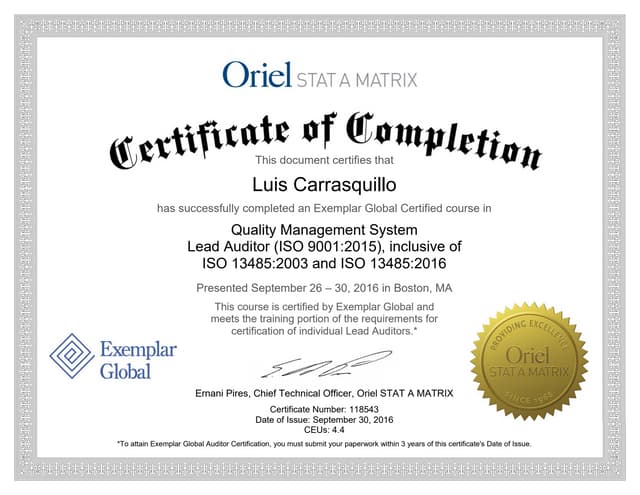 Oriel STAT A MATRIX
Certificate of Completion
This document certifies that
Luis Carrasquillo
has successfully completed an Exemplar Global Certified course in
Quality Management System
Lead Auditor (ISO 9001:2015), inclusive of
ISO 13485:2003 and ISO 13485:2016
Presented September 26 – 30, 2016 in Boston, MA
This course is certified by Exemplar Global and
meets the training portion of the requirements for
certification of individual Lead Auditors.*
Exemplar
Global
PROVIDING EXCELLENCE
Oriel
STAT A MATRIX
SINCE 1968
Ernani Pires, Chief Technical Officer, Oriel STAT A MATRIX
Certificate Number: 118543
Date of Issue: September 30, 2016
CEUs: 4.4
*To attain Exemplar Global Auditor Certification, you must submit your paperwork within 3 years of this certificate's Date of Issue.